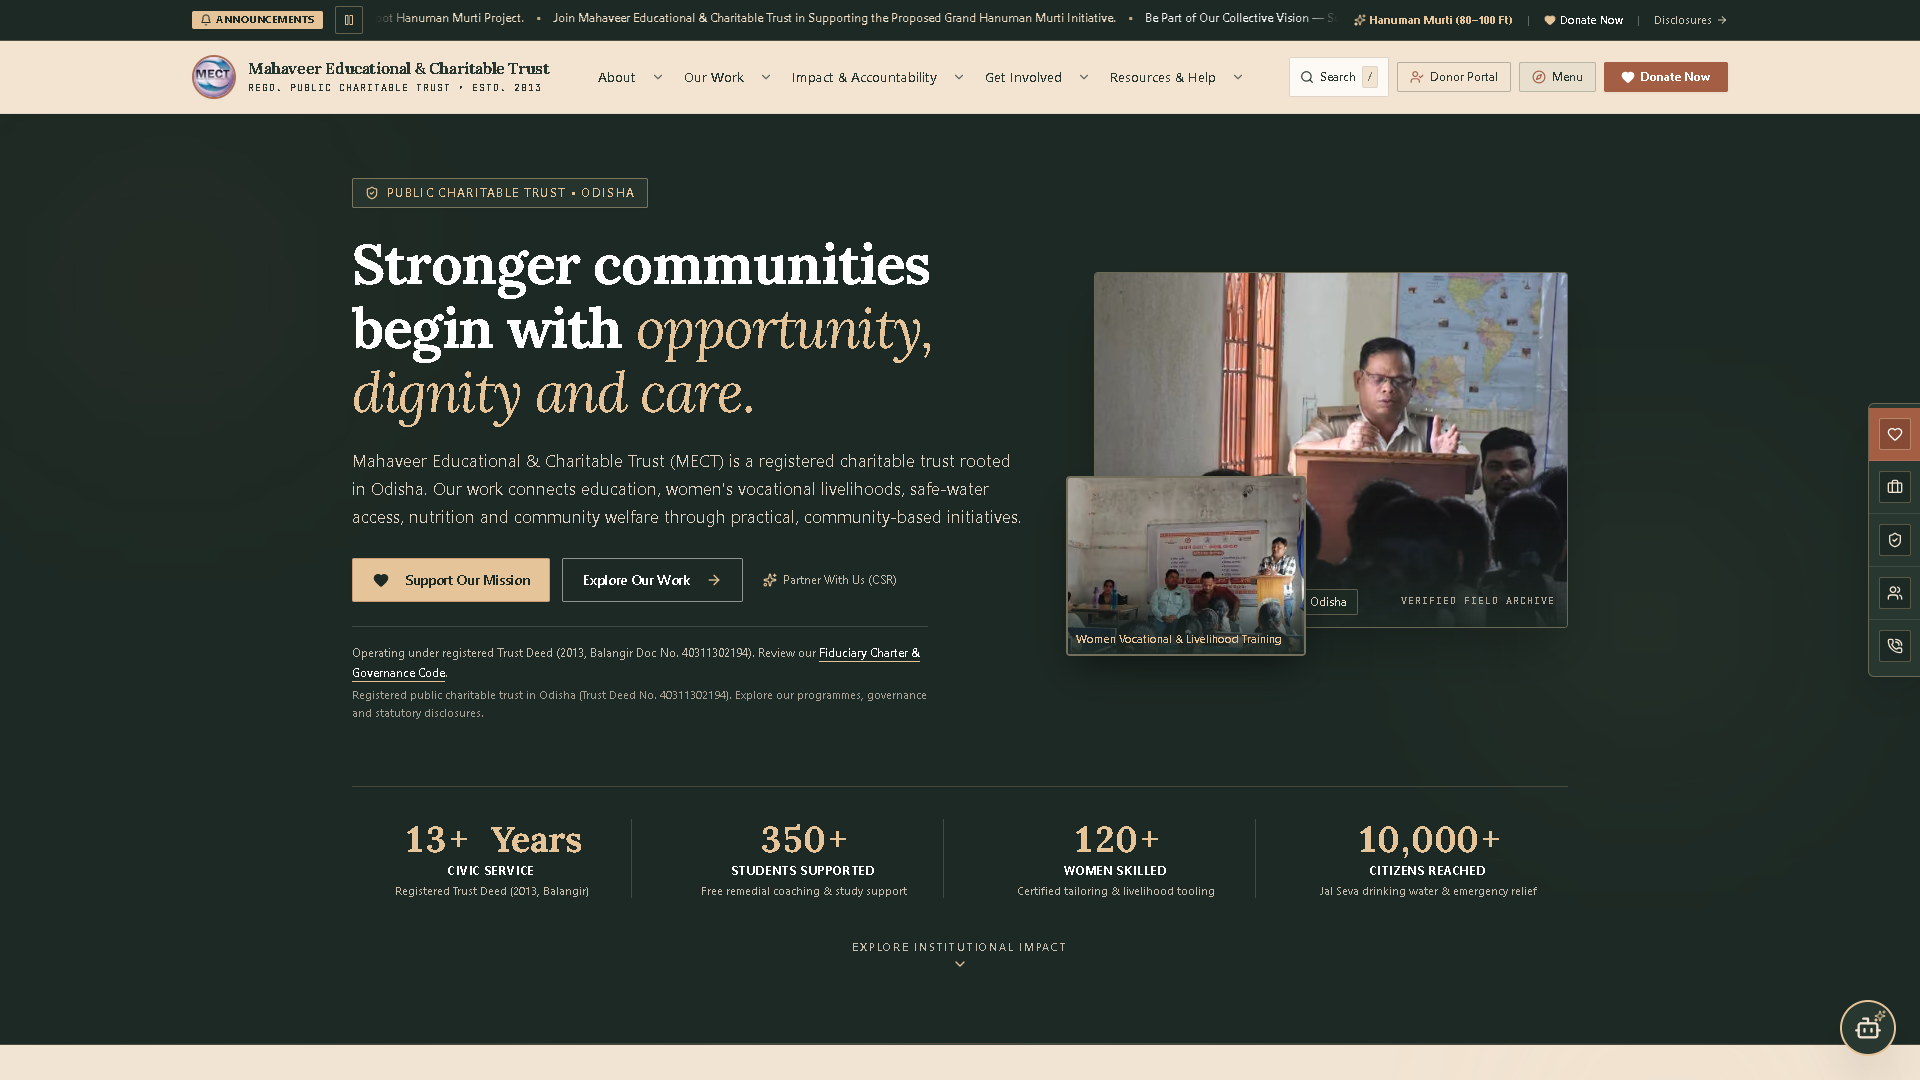 ANNOUNCEMENTS
oot Hanuman Murti Project. • Join Mahaveer Educational & Charitable Trust in Supporting the Proposed Grand Hanuman Murti Initiative. • Be Part of Our Collective Vision —
Hanuman Murti (80–100 Ft)
Donate Now
Disclosures
MECT
Mahaveer Educational & Charitable Trust
REGD. PUBLIC CHARITABLE TRUST • ESTD. 2013
About
Our Work
Impact & Accountability
Get Involved
Resources & Help
Search /
Donor Portal
Menu
Donate Now
PUBLIC CHARITABLE TRUST • ODISHA
Stronger communities
begin with opportunity,
dignity and care.
Mahaveer Educational & Charitable Trust (MECT) is a registered charitable trust rooted
in Odisha. Our work connects education, women's vocational livelihoods, safe-water
access, nutrition and community welfare through practical, community-based initiatives.
Support Our Mission
Explore Our Work
Partner With Us (CSR)
Operating under registered Trust Deed (2013, Balangir Doc No. 40311302194). Review our Fiduciary Charter &
Governance Code.
Registered public charitable trust in Odisha (Trust Deed No. 40311302194). Explore our programmes, governance
and statutory disclosures.
Odisha
VERIFIED FIELD ARCHIVE
Women Vocational & Livelihood Training
13+ Years
CIVIC SERVICE
Registered Trust Deed (2013, Balangir)
350+
STUDENTS SUPPORTED
Free remedial coaching & study support
120+
WOMEN SKILLED
Certified tailoring & livelihood tooling
10,000+
CITIZENS REACHED
Jal Seva drinking water & emergency relief
EXPLORE INSTITUTIONAL IMPACT